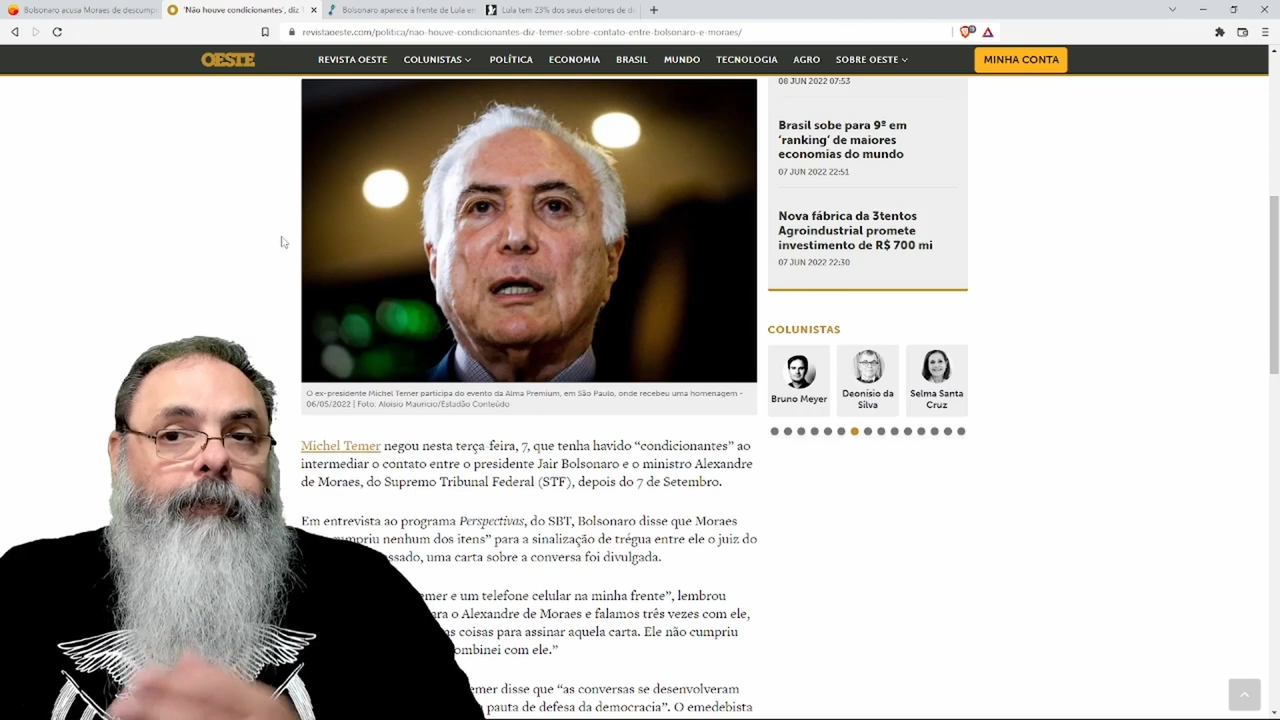 Bolsonaro acusa Moraes de descumpri
'Não houve condicionantes', diz T
Bolsonaro aparece à frente de Lula em
Lula tem 23% dos seus eleitores de di
revistaoeste.com/politica/nao-houve-condicionantes-diz-temer-sobre-contato-entre-bolsonaro-e-moraes/
OESTE
REVISTA OESTE COLUNISTAS POLÍTICA ECONOMIA BRASIL MUNDO TECNOLOGIA AGRO SOBRE OESTE MINHA CONTA
08 JUN 2022 07:53
Brasil sobe para 9º em
'ranking' de maiores
economias do mundo
07 JUN 2022 22:51
Nova fábrica da 3tentos
Agroindustrial promete
investimento de R$ 700 mi
07 JUN 2022 22:30
COLUNISTAS
Bruno Meyer
Deonísio da
Silva
Selma Santa
Cruz
O ex-presidente Michel Temer participa do evento da Alma Premium, em São Paulo, onde recebeu uma homenagem -
06/05/2022 | Foto: Aloisio Mauricio/Estadão Conteúdo
Michel Temer negou nesta terça-feira, 7, que tenha havido “condicionantes” ao
intermediar o contato entre o presidente Jair Bolsonaro e o ministro Alexandre
de Moraes, do Supremo Tribunal Federal (STF), depois do 7 de Setembro.
Em entrevista ao programa Perspectivas, do SBT, Bolsonaro disse que Moraes
nenhum dos itens” para a sinalização de trégua entre ele o juiz do
uma carta sobre a conversa foi divulgada.
e um telefone celular na minha frente”, lembrou
o Alexandre de Moraes e falamos três vezes com ele,
coisas para assinar aquela carta. Ele não cumpriu
com ele.”
disse que “as conversas se desenvolveram
pauta de defesa da democracia”. O emedebista